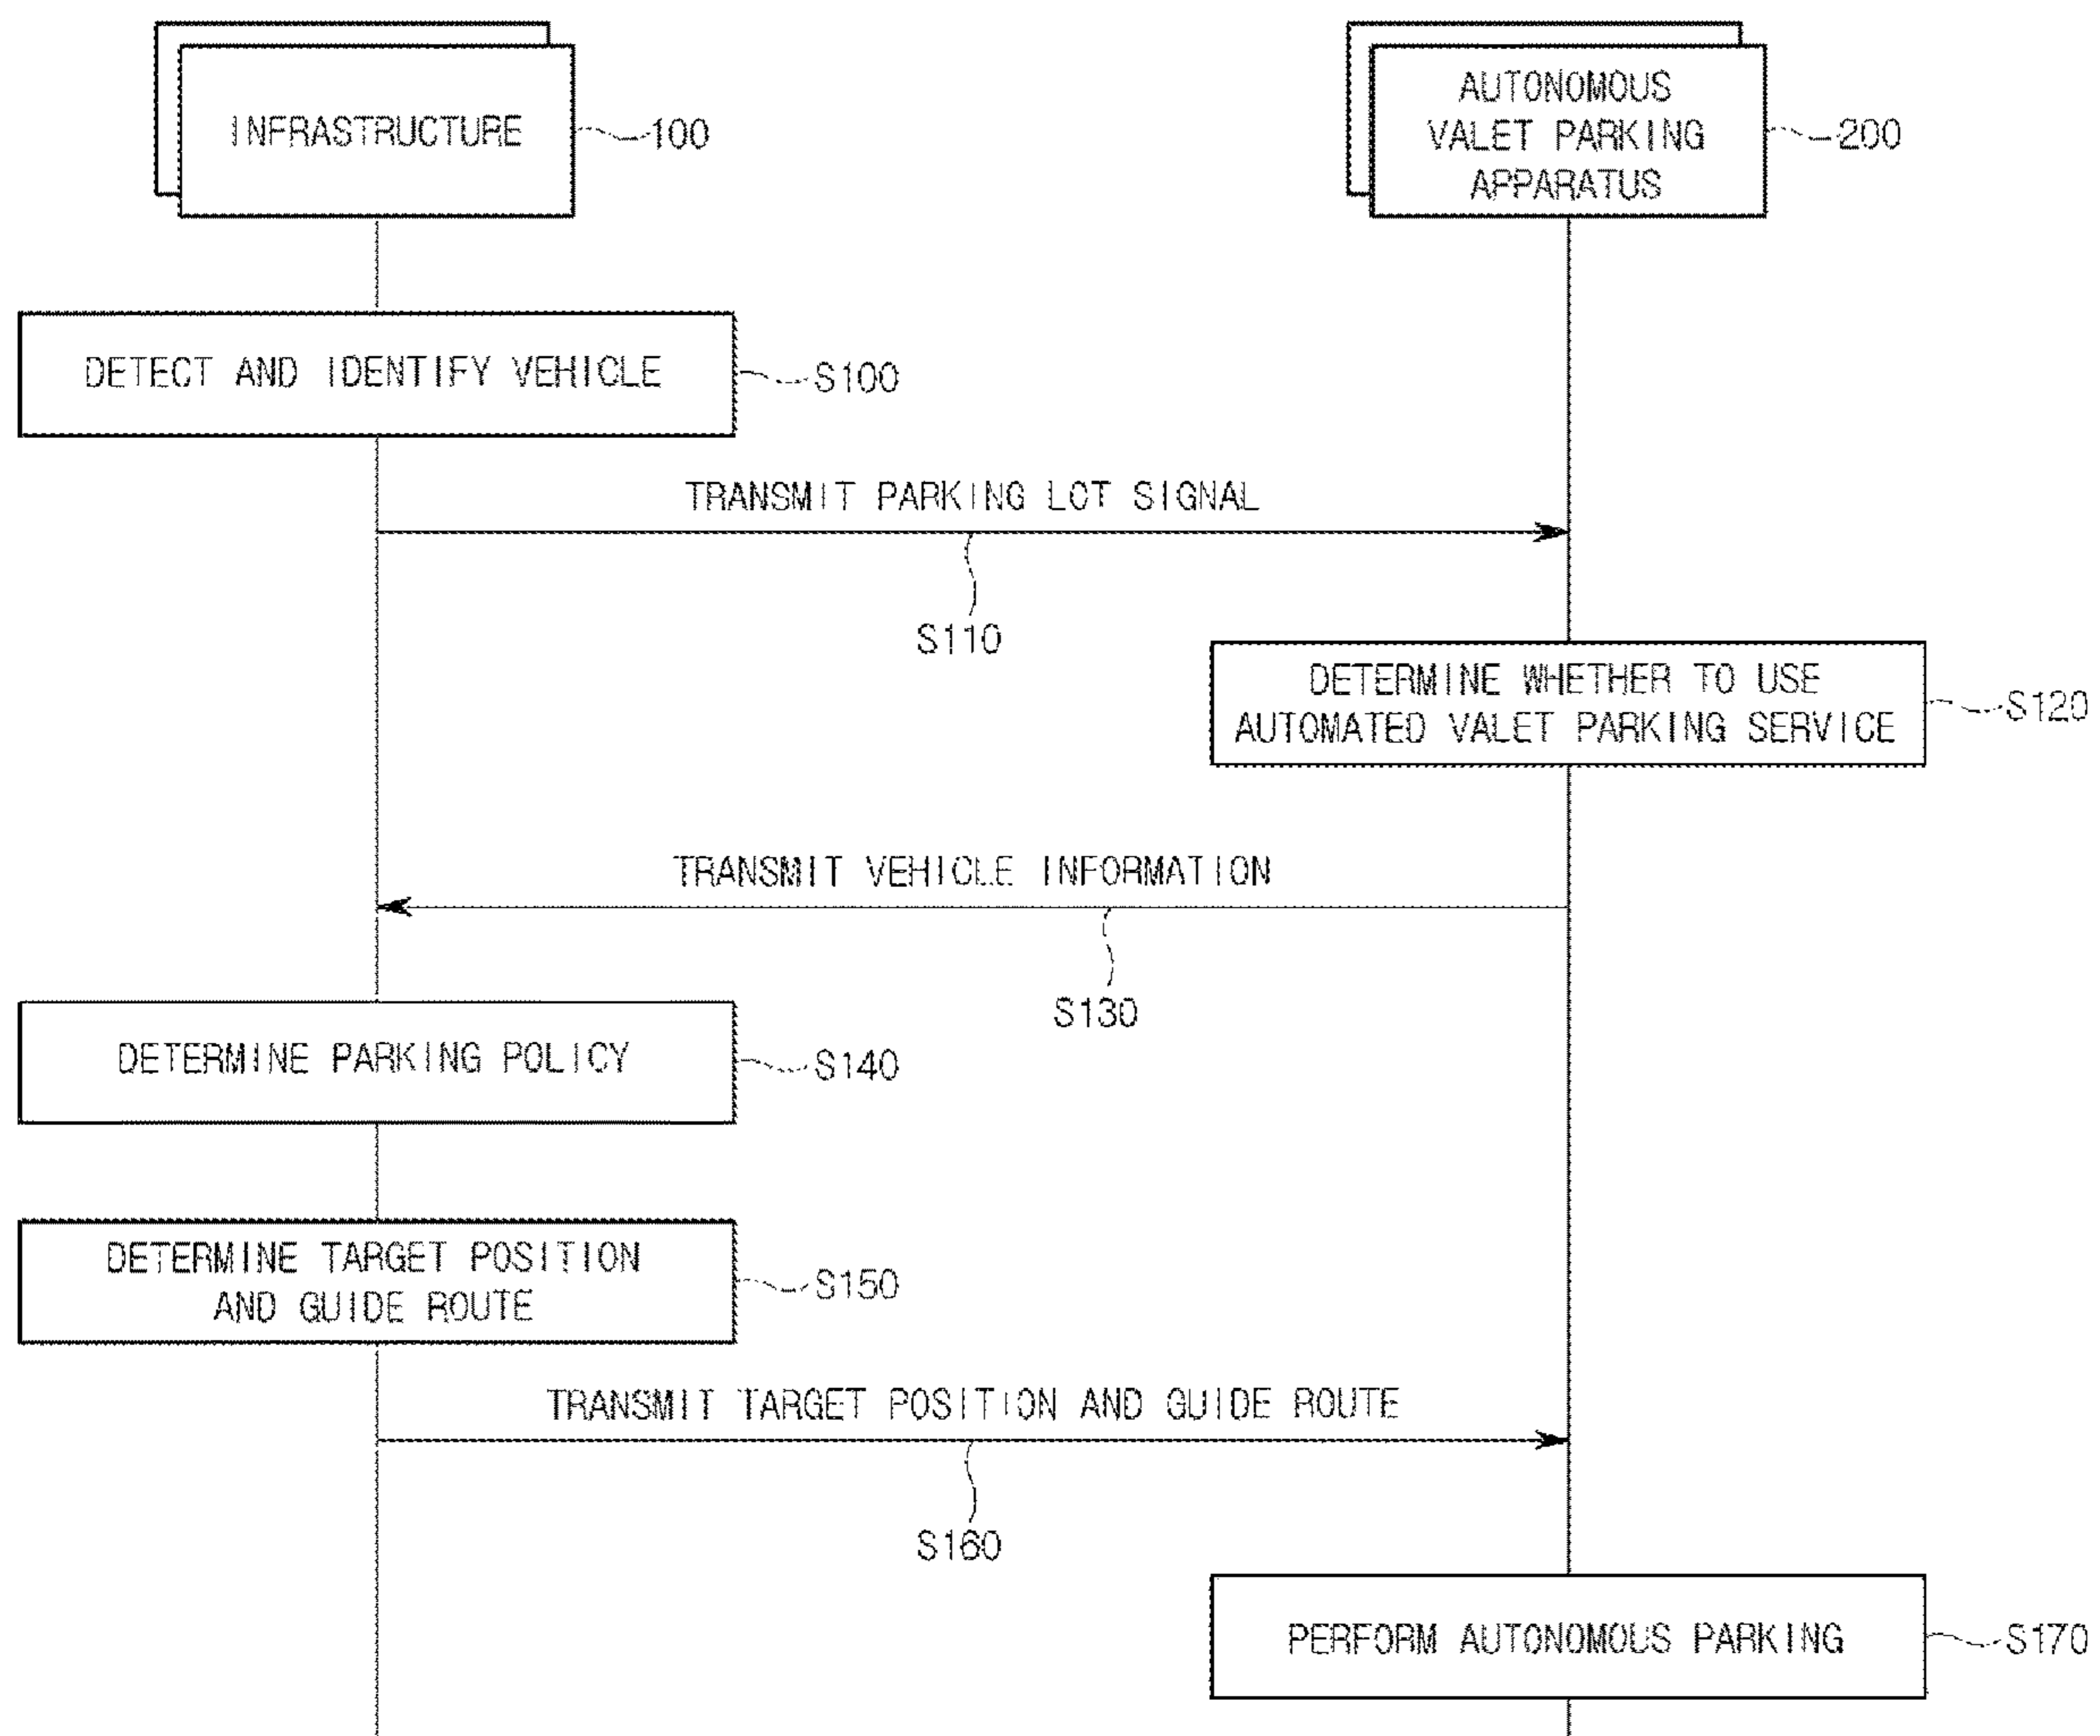 INFRASTRUCTURE
100
AUTONOMOUS
VALET PARKING
APPARATUS
200
DETECT AND IDENTIFY VEHICLE
S100
TRANSMIT PARKING LOT SIGNAL
S110
DETERMINE WHETHER TO USE
AUTOMATED VALET PARKING SERVICE
S120
TRANSMIT VEHICLE INFORMATION
S130
DETERMINE PARKING POLICY
S140
DETERMINE TARGET POSITION
AND GUIDE ROUTE
S150
TRANSMIT TARGET POSITION AND GUIDE ROUTE
S160
PERFORM AUTONOMOUS PARKING
S170